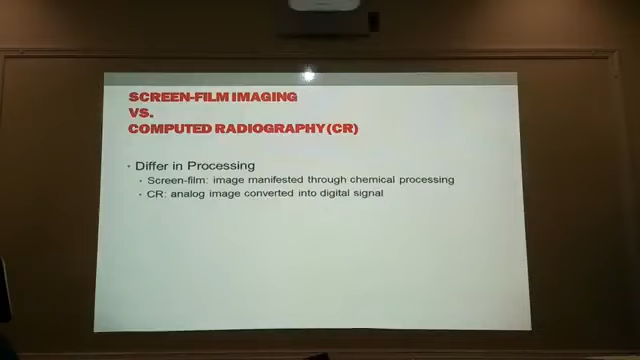 SCREEN-FILM IMAGING
VS.
COMPUTED RADIOGRAPHY(CR)
• Differ in Processing
• Screen-film: image manifested through chemical processing
• CR: analog image converted into digital signal